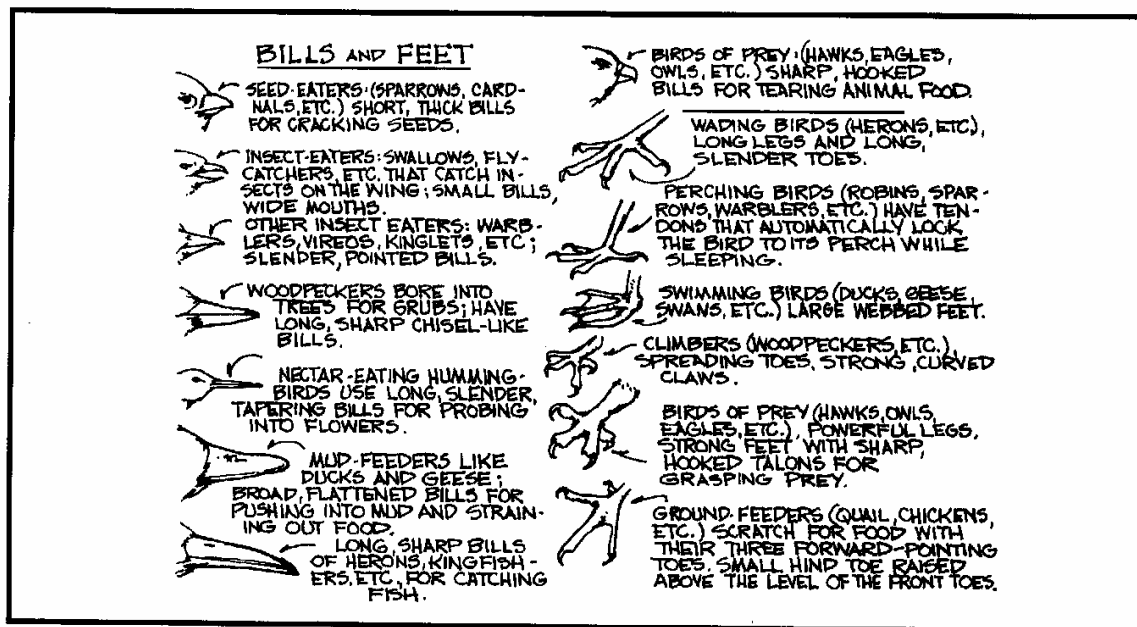 BILLS AND FEET
SEED-EATERS: (SPARROWS, CARD-
NALS, ETC.) SHORT, THICK BILLS
FOR CRACKING SEEDS.
INSECT-EATERS: SWALLOWS, FLY-
CATCHERS, ETC. THAT CATCH IN-
SECTS ON THE WING; SMALL BILLS,
WIDE MOUTHS.
OTHER INSECT EATERS: WARB-
LERS, VIREOS, KINGLETS, ETC;
SLENDER, POINTED BILLS.
WOODPECKERS BORE INTO
TREES FOR GRUBS; HAVE
LONG, SHARP CHISEL-LIKE
BILLS.
NECTAR-EATING HUMMING-
BIRDS USE LONG, SLENDER,
TAPERING BILLS FOR PROBING
INTO FLOWERS.
MUD-FEEDERS LIKE
DUCKS AND GEESE;
BROAD, FLATTENED BILLS FOR
PUSHING INTO MUD AND STRAIN-
ING OUT FOOD.
LONG, SHARP BILLS
OF HERONS, KINGFISH-
ERS, ETC., FOR CATCHING
FISH.
BIRDS OF PREY: (HAWKS, EAGLES,
OWLS, ETC.) SHARP, HOOKED
BILLS FOR TEARING ANIMAL FOOD.
WADING BIRDS (HERONS, ETC),
LONG LEGS AND LONG,
SLENDER TOES.
PERCHING BIRDS (ROBINS, SPAR-
ROWS, WARBLERS, ETC.) HAVE TEN-
DONS THAT AUTOMATICALLY LOCK
THE BIRD TO ITS PERCH WHILE
SLEEPING.
SWIMMING BIRDS (DUCKS, GEESE,
SWANS, ETC.) LARGE WEBBED FEET.
CLIMBERS (WOODPECKERS, ETC.),
SPREADING TOES, STRONG, CURVED
CLAWS.
BIRDS OF PREY (HAWKS, OWLS,
EAGLES, ETC.), POWERFUL LEGS,
STRONG FEET WITH SHARP,
HOOKED TALONS FOR
GRASPING PREY.
GROUND-FEEDERS (QUAIL, CHICKENS,
ETC.) SCRATCH FOR FOOD WITH
THEIR THREE FORWARD-POINTING
TOES. SMALL HIND TOE RAISED
ABOVE THE LEVEL OF THE FRONT TOES.